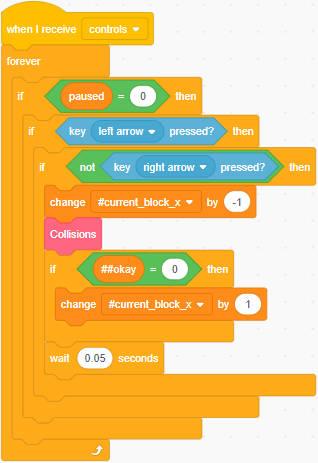 when I receive controls
forever
if paused = 0 then
if key left arrow pressed? then
if not key right arrow pressed? then
change #current_block_x by -1
Collisions
if ##okay = 0 then
change #current_block_x by 1
wait 0.05 seconds